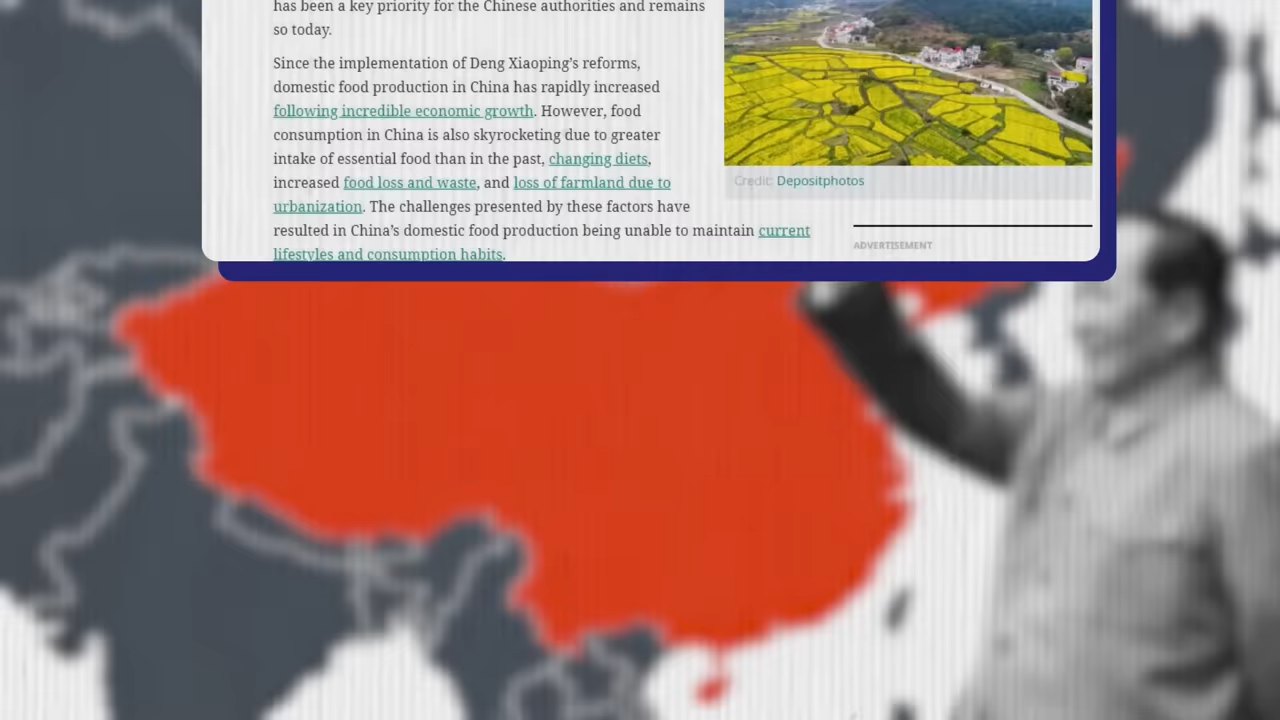 has been a key priority for the Chinese authorities and remains
so today.
Since the implementation of Deng Xiaoping’s reforms,
domestic food production in China has rapidly increased
following incredible economic growth. However, food
consumption in China is also skyrocketing due to greater
intake of essential food than in the past, changing diets,
increased food loss and waste, and loss of farmland due to
urbanization. The challenges presented by these factors have
resulted in China’s domestic food production being unable to maintain current
lifestyles and consumption habits.
Credit: Depositphotos
ADVERTISEMENT